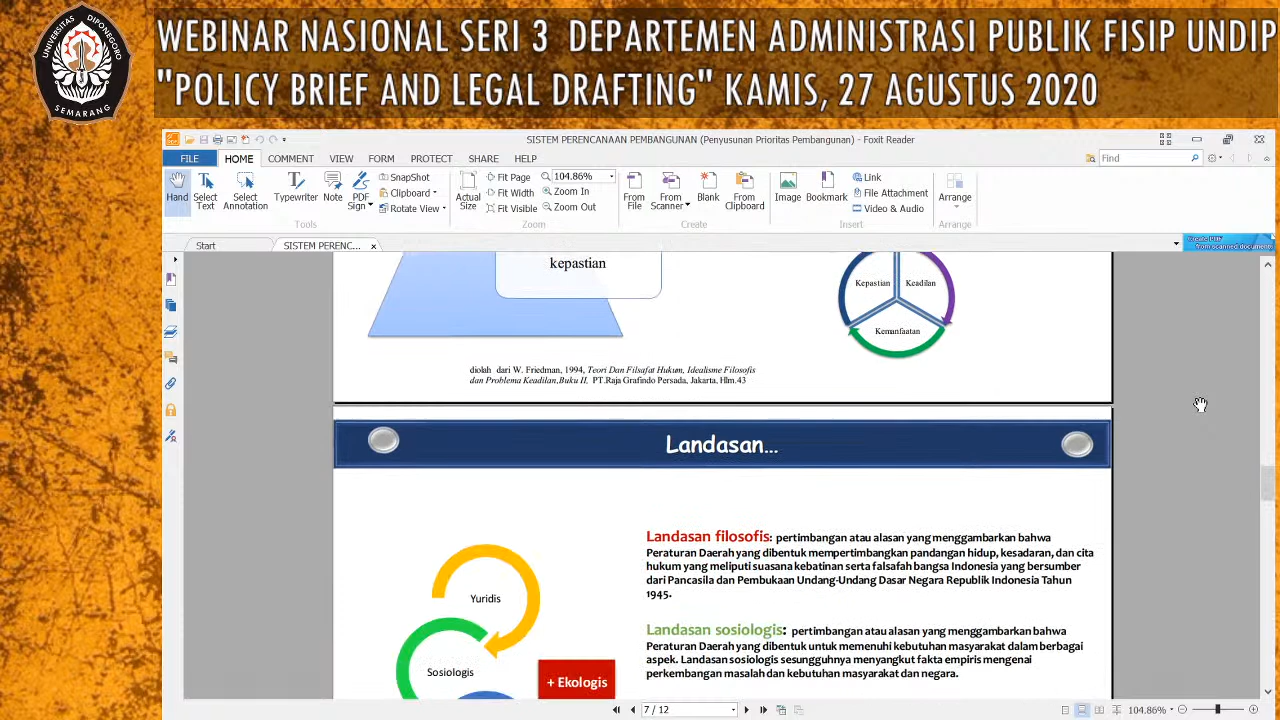 UNIVERSITAS DIPONEGORO
SEMARANG
WEBINAR NASIONAL SERI 3 DEPARTEMEN ADMINISTRASI PUBLIK FISIP UNDIP
"POLICY BRIEF AND LEGAL DRAFTING" KAMIS, 27 AGUSTUS 2020
SISTEM PERENCANAAN PEMBANGUNAN (Penyusunan Prioritas Pembangunan) - Foxit Reader
FILE HOME COMMENT VIEW FORM PROTECT SHARE HELP
Find
Hand
Select Text
Select Annotation
Typewriter
Note
PDF Sign
SnapShot
Clipboard
Rotate View
Tools
Actual Size
Fit Page
Fit Width
Fit Visible
104.86%
Zoom In
Zoom Out
Zoom
From File
From Scanner
Blank
From Clipboard
Create
Image
Bookmark
Link
File Attachment
Video & Audio
Insert
Arrange
Arrange
Start
SISTEM PERENC...
Create PDF
from scanned document
kepastian
Kepastian
Keadilan
Kemanfaatan
diolah dari W. Friedman, 1994, Teori Dan Filsafat Hukum, Idealisme Filosofis
dan Problema Keadilan,Buku II, PT.Raja Grafindo Persada, Jakarta, Hlm.43
Landasan...
Landasan filosofis: pertimbangan atau alasan yang menggambarkan bahwa
Peraturan Daerah yang dibentuk mempertimbangkan pandangan hidup, kesadaran, dan cita
hukum yang meliputi suasana kebatinan serta falsafah bangsa Indonesia yang bersumber
dari Pancasila dan Pembukaan Undang-Undang Dasar Negara Republik Indonesia Tahun
1945.
Yuridis
Landasan sosiologis: pertimbangan atau alasan yang menggambarkan bahwa
Peraturan Daerah yang dibentuk untuk memenuhi kebutuhan masyarakat dalam berbagai
aspek. Landasan sosiologis sesungguhnya menyangkut fakta empiris mengenai
perkembangan masalah dan kebutuhan masyarakat dan negara.
Sosiologis
+ Ekologis
7 / 12
104.86%